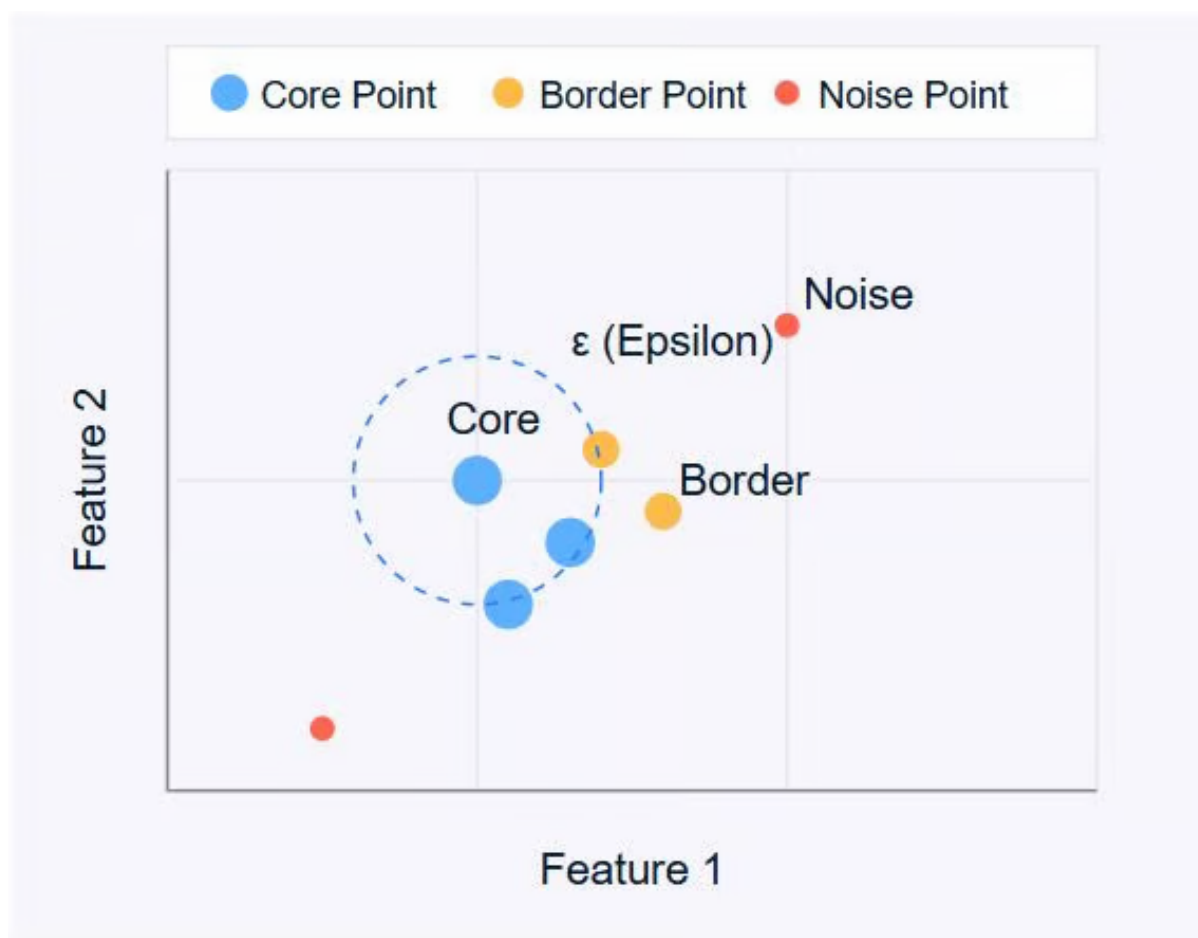 Core Point
Border Point
Noise Point
Noise
ε (Epsilon)
Core
Border
Feature 2
Feature 1